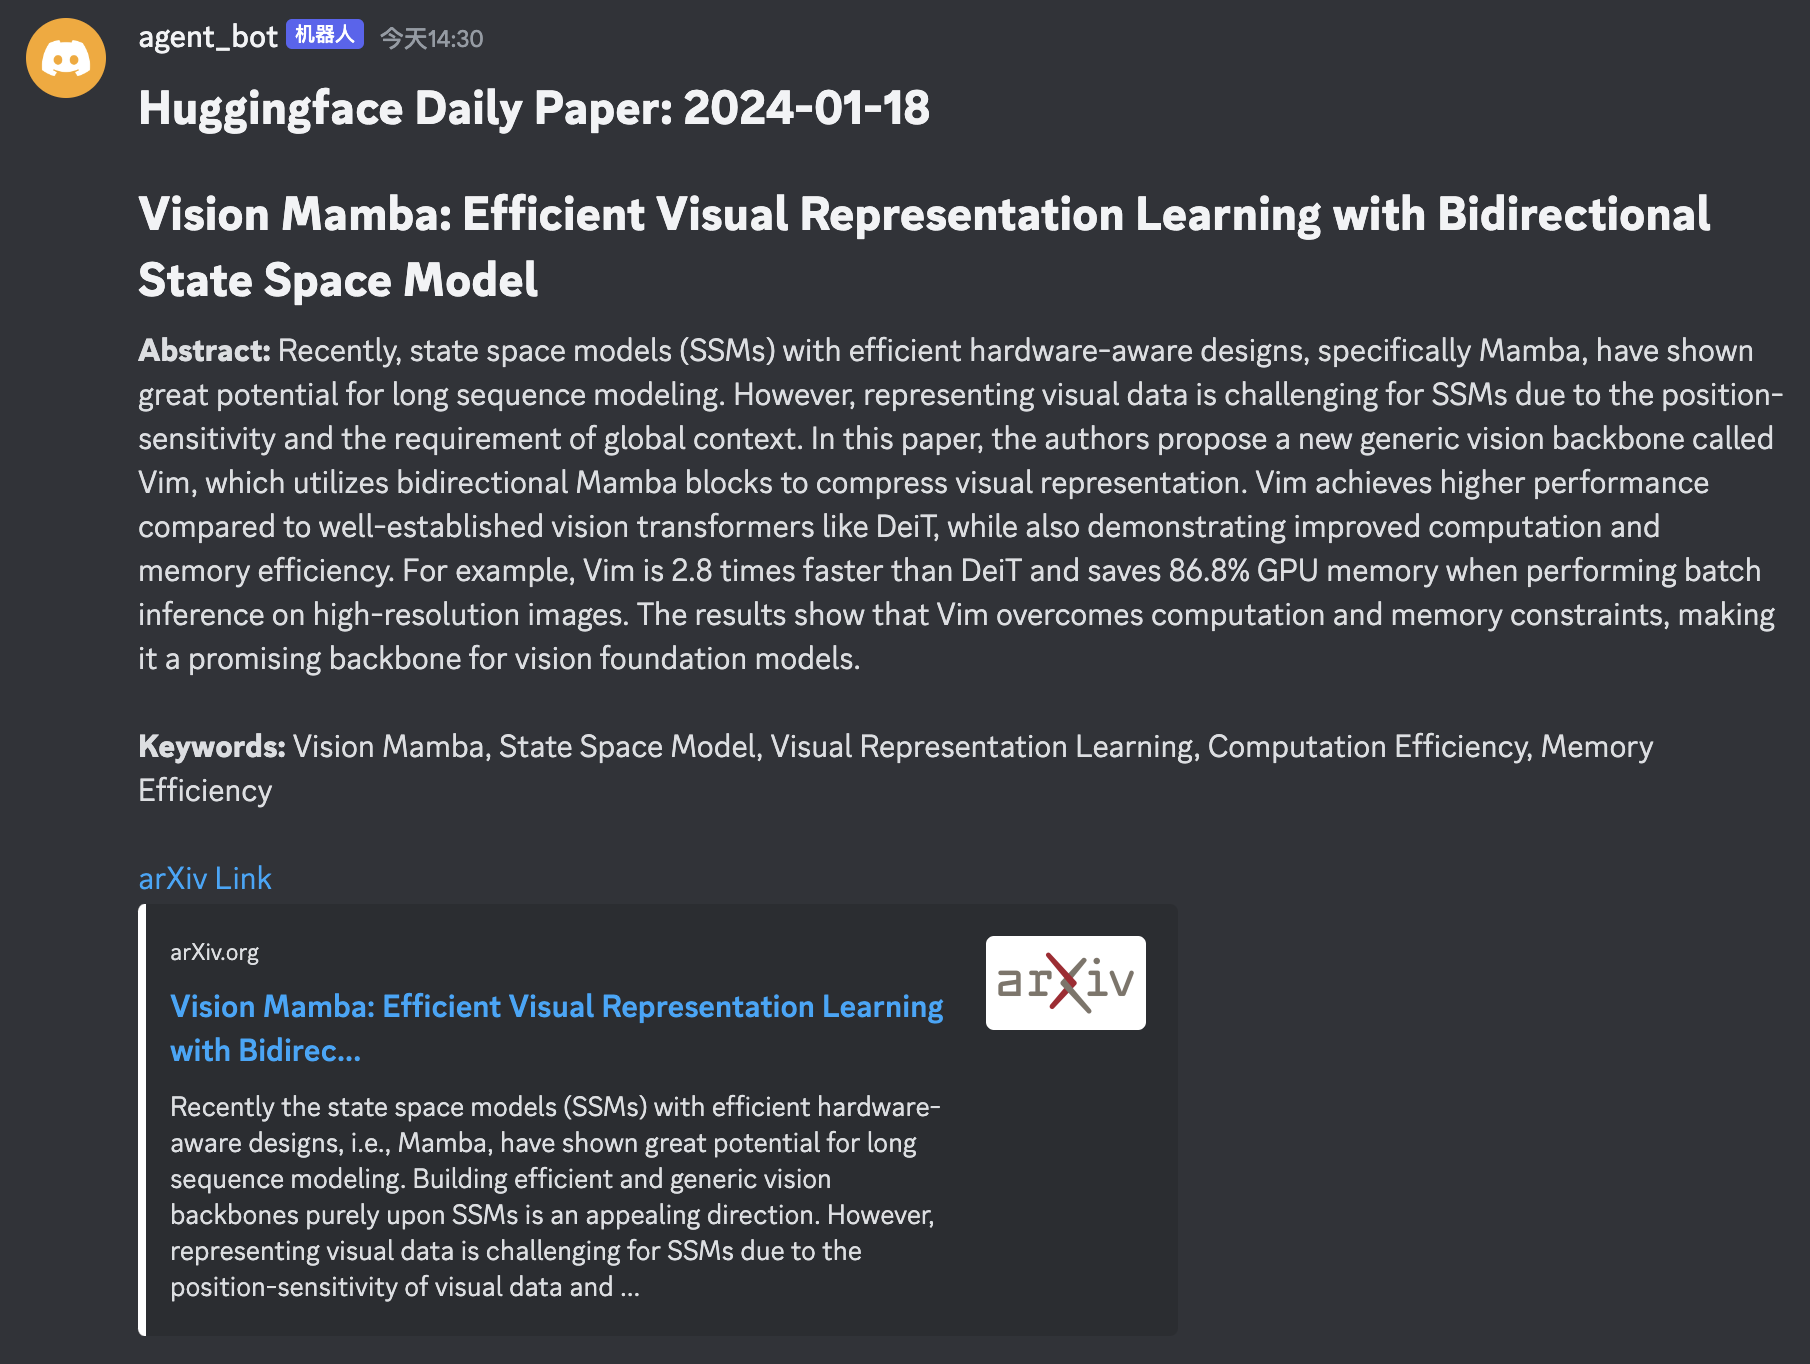 agent_bot 机器人 今天14:30
Huggingface Daily Paper: 2024-01-18
Vision Mamba: Efficient Visual Representation Learning with Bidirectional
State Space Model
Abstract: Recently, state space models (SSMs) with efficient hardware-aware designs, specifically Mamba, have shown
great potential for long sequence modeling. However, representing visual data is challenging for SSMs due to the position-
sensitivity and the requirement of global context. In this paper, the authors propose a new generic vision backbone called
Vim, which utilizes bidirectional Mamba blocks to compress visual representation. Vim achieves higher performance
compared to well-established vision transformers like DeiT, while also demonstrating improved computation and
memory efficiency. For example, Vim is 2.8 times faster than DeiT and saves 86.8% GPU memory when performing batch
inference on high-resolution images. The results show that Vim overcomes computation and memory constraints, making
it a promising backbone for vision foundation models.
Keywords: Vision Mamba, State Space Model, Visual Representation Learning, Computation Efficiency, Memory
Efficiency
arXiv Link
arXiv.org
arXiv
Vision Mamba: Efficient Visual Representation Learning
with Bidirec...
Recently the state space models (SSMs) with efficient hardware-
aware designs, i.e., Mamba, have shown great potential for long
sequence modeling. Building efficient and generic vision
backbones purely upon SSMs is an appealing direction. However,
representing visual data is challenging for SSMs due to the
position-sensitivity of visual data and ...